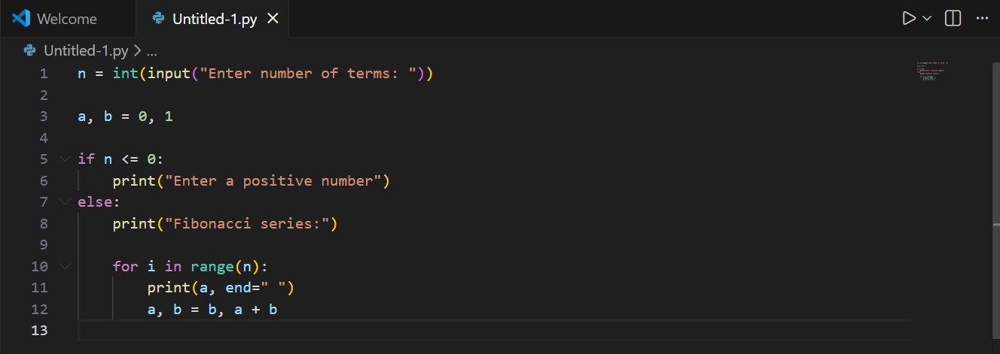 Welcome
Untitled-1.py
Untitled-1.py > ...
1 n = int(input("Enter number of terms: "))
2
3 a, b = 0, 1
4
5 if n <= 0:
6     print("Enter a positive number")
7 else:
8     print("Fibonacci series:")
9
10     for i in range(n):
11         print(a, end=" ")
12         a, b = b, a + b
13